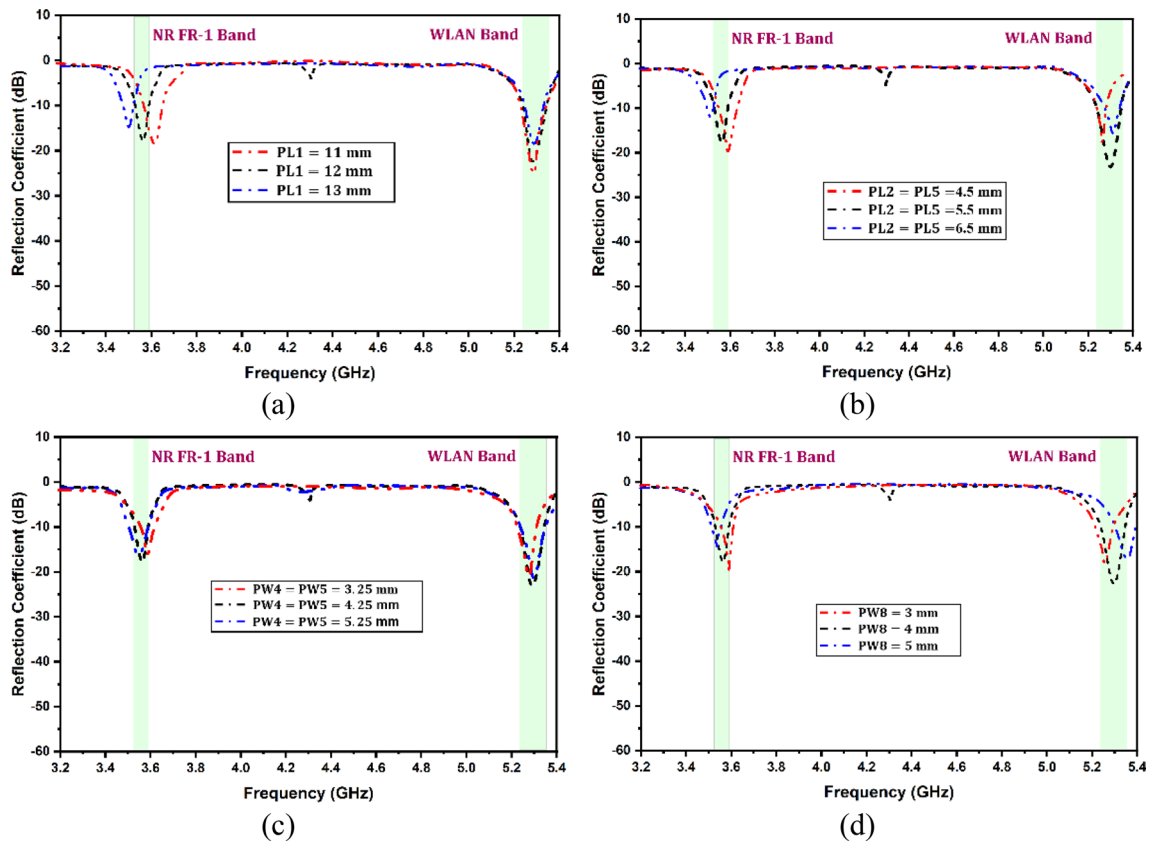 NR FR-1 Band
WLAN Band
10
0
-10
-20
-30
-40
-50
-60
Reflection Coefficient (dB)
PL1 = 11 mm
PL1 = 12 mm
PL1 = 13 mm
3.2 3.4 3.6 3.8 4.0 4.2 4.4 4.6 4.8 5.0 5.2 5.4
Frequency (GHz)
(a)
NR FR-1 Band
WLAN Band
10
0
-10
-20
-30
-40
-50
-60
Reflection Coefficient (dB)
PL2 = PL5 =4.5 mm
PL2 = PL5 =5.5 mm
PL2 = PL5 =6.5 mm
3.2 3.4 3.6 3.8 4.0 4.2 4.4 4.6 4.8 5.0 5.2 5.4
Frequency (GHz)
(b)
NR FR-1 Band
WLAN Band
10
0
-10
-20
-30
-40
-50
-60
Reflection Coefficient (dB)
PW4 = PW5 = 3.25 mm
PW4 = PW5 = 4.25 mm
PW4 = PW5 = 5.25 mm
3.2 3.4 3.6 3.8 4.0 4.2 4.4 4.6 4.8 5.0 5.2 5.4
Frequency (GHz)
(c)
NR FR-1 Band
WLAN Band
10
0
-10
-20
-30
-40
-50
-60
Reflection Coefficient (dB)
PW8 = 3 mm
PW8 = 4 mm
PW8 = 5 mm
3.2 3.4 3.6 3.8 4.0 4.2 4.4 4.6 4.8 5.0 5.2 5.4
Frequency (GHz)
(d)